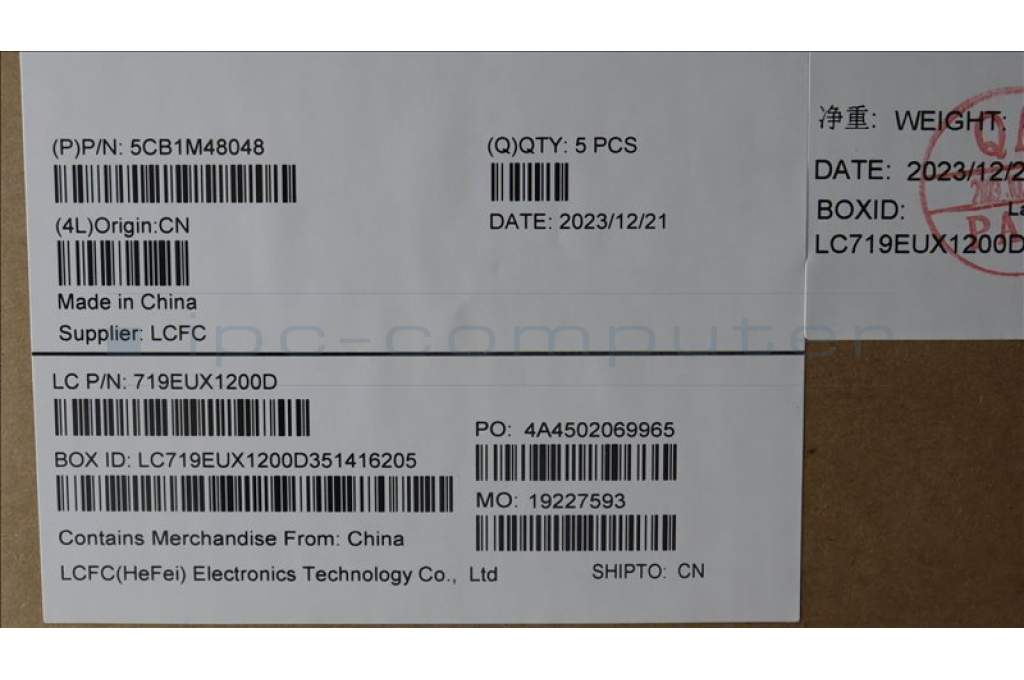 (P)P/N: 5CB1M48048
(Q)QTY: 5 PCS
(4L)Origin:CN
DATE: 2023/12/21
Made in China
Supplier: LCFC
ipc-computer
LC P/N: 719EUX1200D
PO: 4A4502069965
BOX ID: LC719EUX1200D351416205
MO: 19227593
Contains Merchandise From: China
LCFC(HeFei) Electronics Technology Co., Ltd
SHIPTO: CN
净重: WEIGHT:
DATE: 2023/12/2
BOXID:
LC719EUX1200D